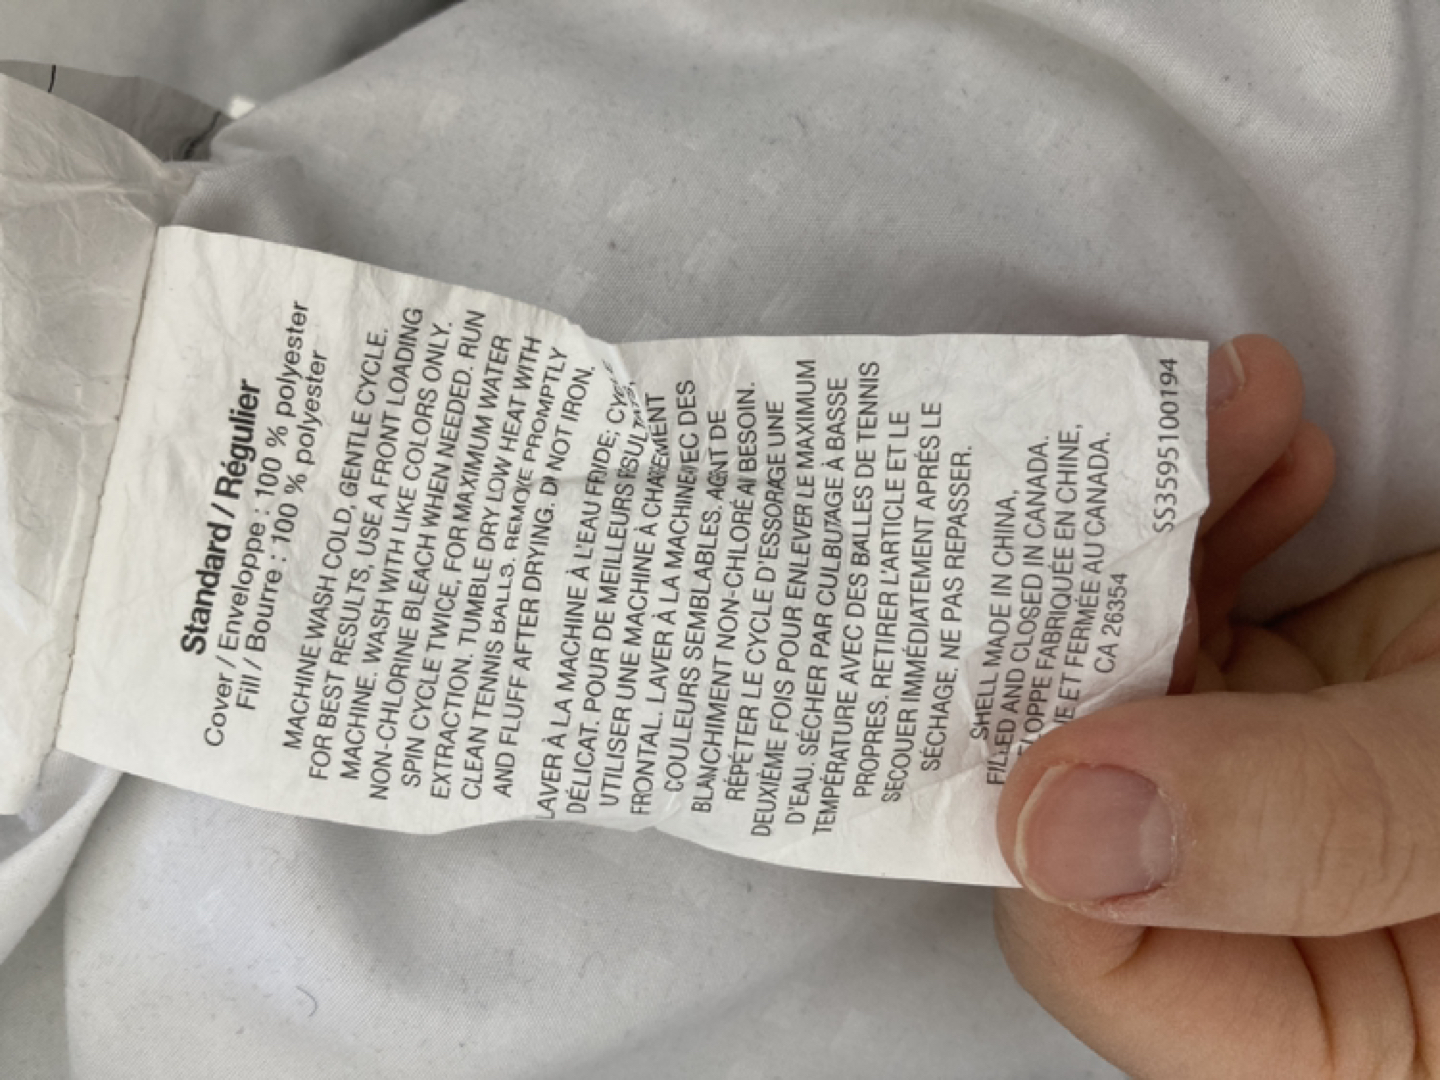 Standard / Régulier
Cover / Enveloppe : 100 % polyester
Fill / Bourre : 100 % polyester
MACHINE WASH COLD, GENTLE CYCLE.
FOR BEST RESULTS, USE A FRONT LOADING
MACHINE. WASH WITH LIKE COLORS ONLY.
NON-CHLORINE BLEACH WHEN NEEDED. RUN
SPIN CYCLE TWICE, FOR MAXIMUM WATER
EXTRACTION. TUMBLE DRY LOW HEAT WITH
CLEAN TENNIS BALLS. REMOVE PROMPTLY
AND FLUFF AFTER DRYING. DO NOT IRON.
LAVER À LA MACHINE À L'EAU FROIDE, CYCLE
DÉLICAT. POUR DE MEILLEURS RÉSULTATS,
UTILISER UNE MACHINE À CHARGEMENT
FRONTAL. LAVER À LA MACHINE AVEC DES
COULEURS SEMBLABLES. AGENT DE
BLANCHIMENT NON-CHLORÉ AU BESOIN.
RÉPÉTER LE CYCLE D'ESSORAGE UNE
DEUXIÈME FOIS POUR ENLEVER LE MAXIMUM
D'EAU. SÉCHER PAR CULBUTAGE À BASSE
TEMPÉRATURE AVEC DES BALLES DE TENNIS
PROPRES. RETIRER L'ARTICLE ET LE
SECOUER IMMÉDIATEMENT APRÉS LE
SÉCHAGE. NE PAS REPASSER.
SHELL MADE IN CHINA,
FILLED AND CLOSED IN CANADA.
FABRIQUÉE EN CHINE,
ET FERMÉE AU CANADA.
CA 26354
SS3595100194